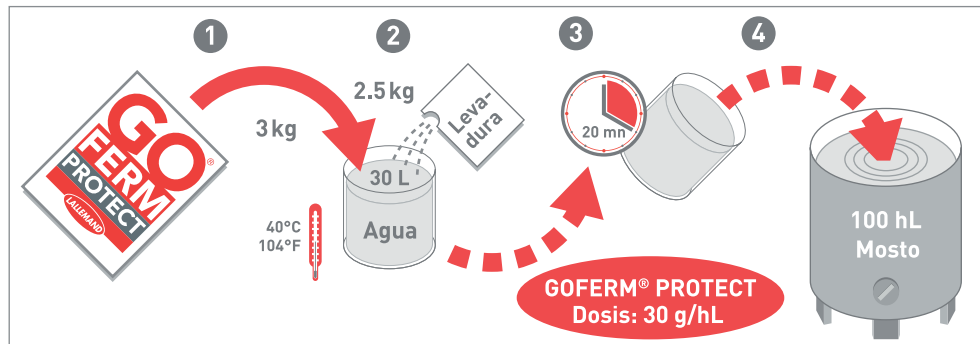 1
2
3
4
GO
FERM®
PROTECT
LALLEMAND
3 kg
2.5 kg
Leva-
dura
30 L
Agua
40°C
104°F
20 mn
100 hL
Mosto
GOFERM® PROTECT
Dosis: 30 g/hL